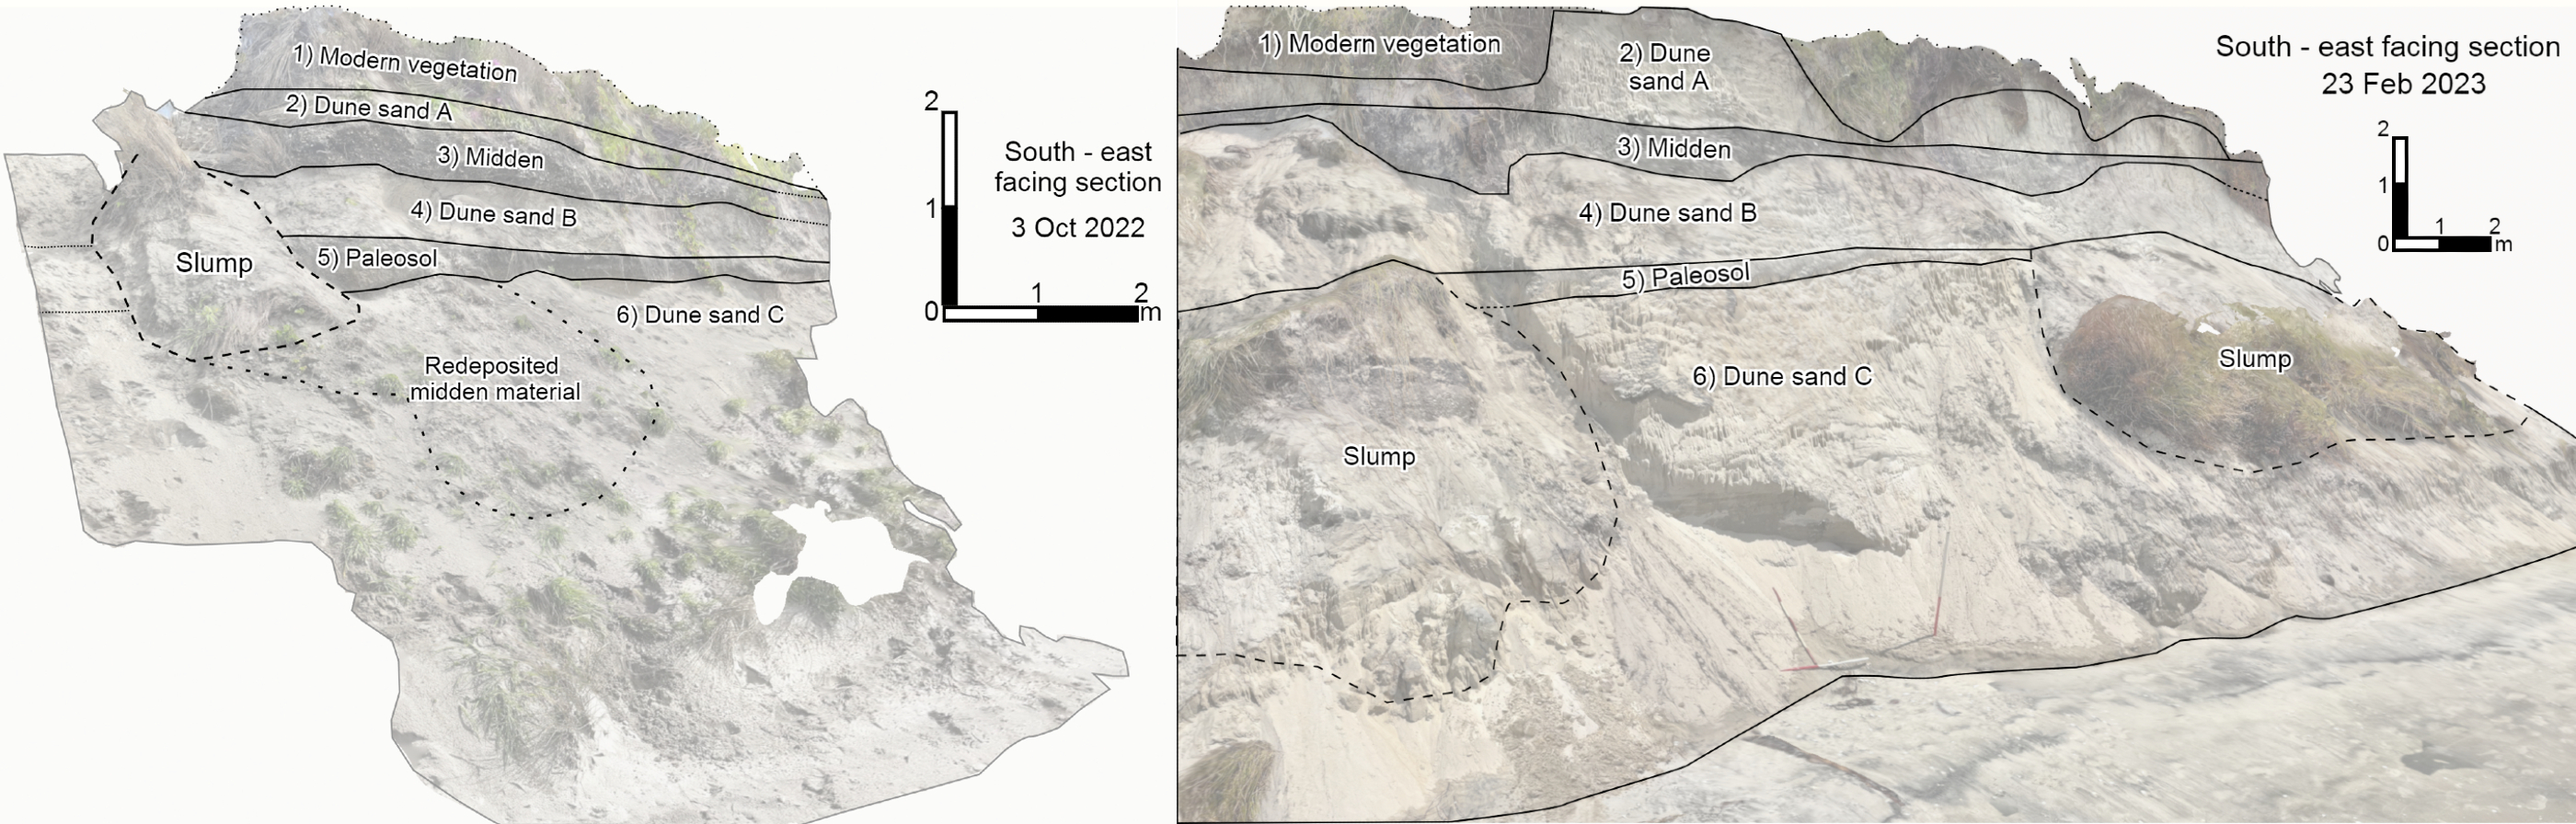 1) Modern vegetation
2) Dune sand A
3) Midden
4) Dune sand B
5) Paleosol
Slump
6) Dune sand C
Redeposited
midden material
2
1
0
1
2
m
South - east
facing section
3 Oct 2022
1) Modern vegetation
2) Dune
sand A
3) Midden
4) Dune sand B
5) Paleosol
6) Dune sand C
Slump
Slump
South - east facing section
23 Feb 2023
2
1
0
1
2
m